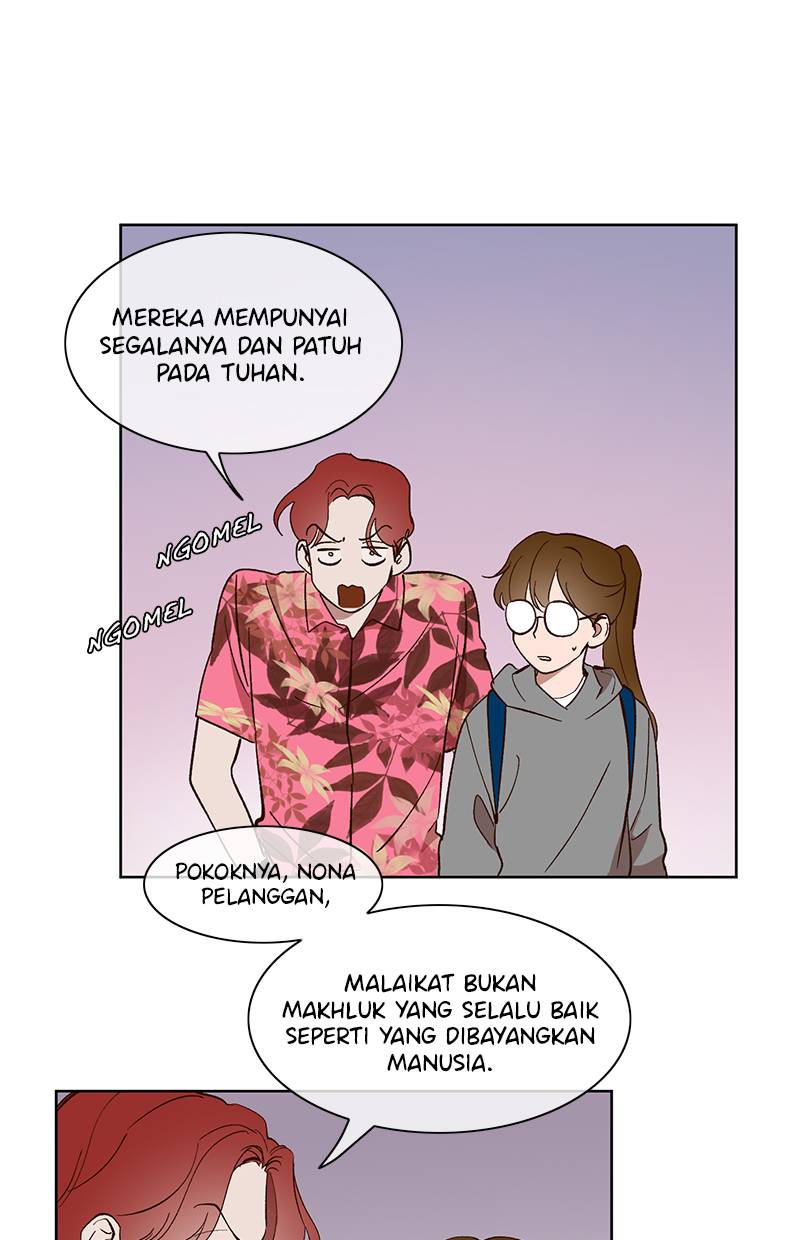 MEREKA MEMPUNYAI
SEGALANYA DAN PATUH
PADA TUHAN.
NGOMEL
NGOMEL
POKOKNYA, NONA
PELANGGAN,
MALAIKAT BUKAN
MAKHLUK YANG SELALU BAIK
SEPERTI YANG DIBAYANGKAN
MANUSIA.